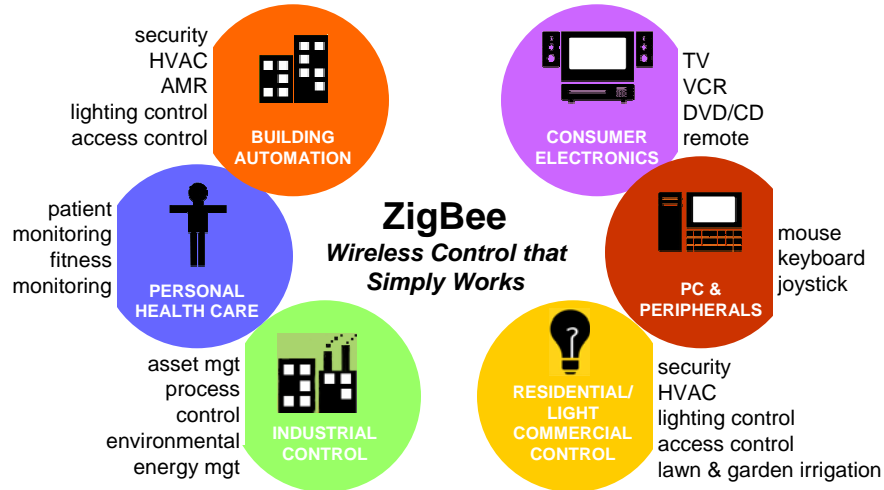 security
HVAC
AMR
lighting control
access control
BUILDING
AUTOMATION
CONSUMER
ELECTRONICS
TV
VCR
DVD/CD
remote
patient
monitoring
fitness
monitoring
PERSONAL
HEALTH CARE
ZigBee
Wireless Control that
Simply Works
PC &
PERIPHERALS
mouse
keyboard
joystick
asset mgt
process
control
environmental
energy mgt
INDUSTRIAL
CONTROL
?
RESIDENTIAL/
LIGHT
COMMERCIAL
CONTROL
security
HVAC
lighting control
access control
lawn & garden irrigation